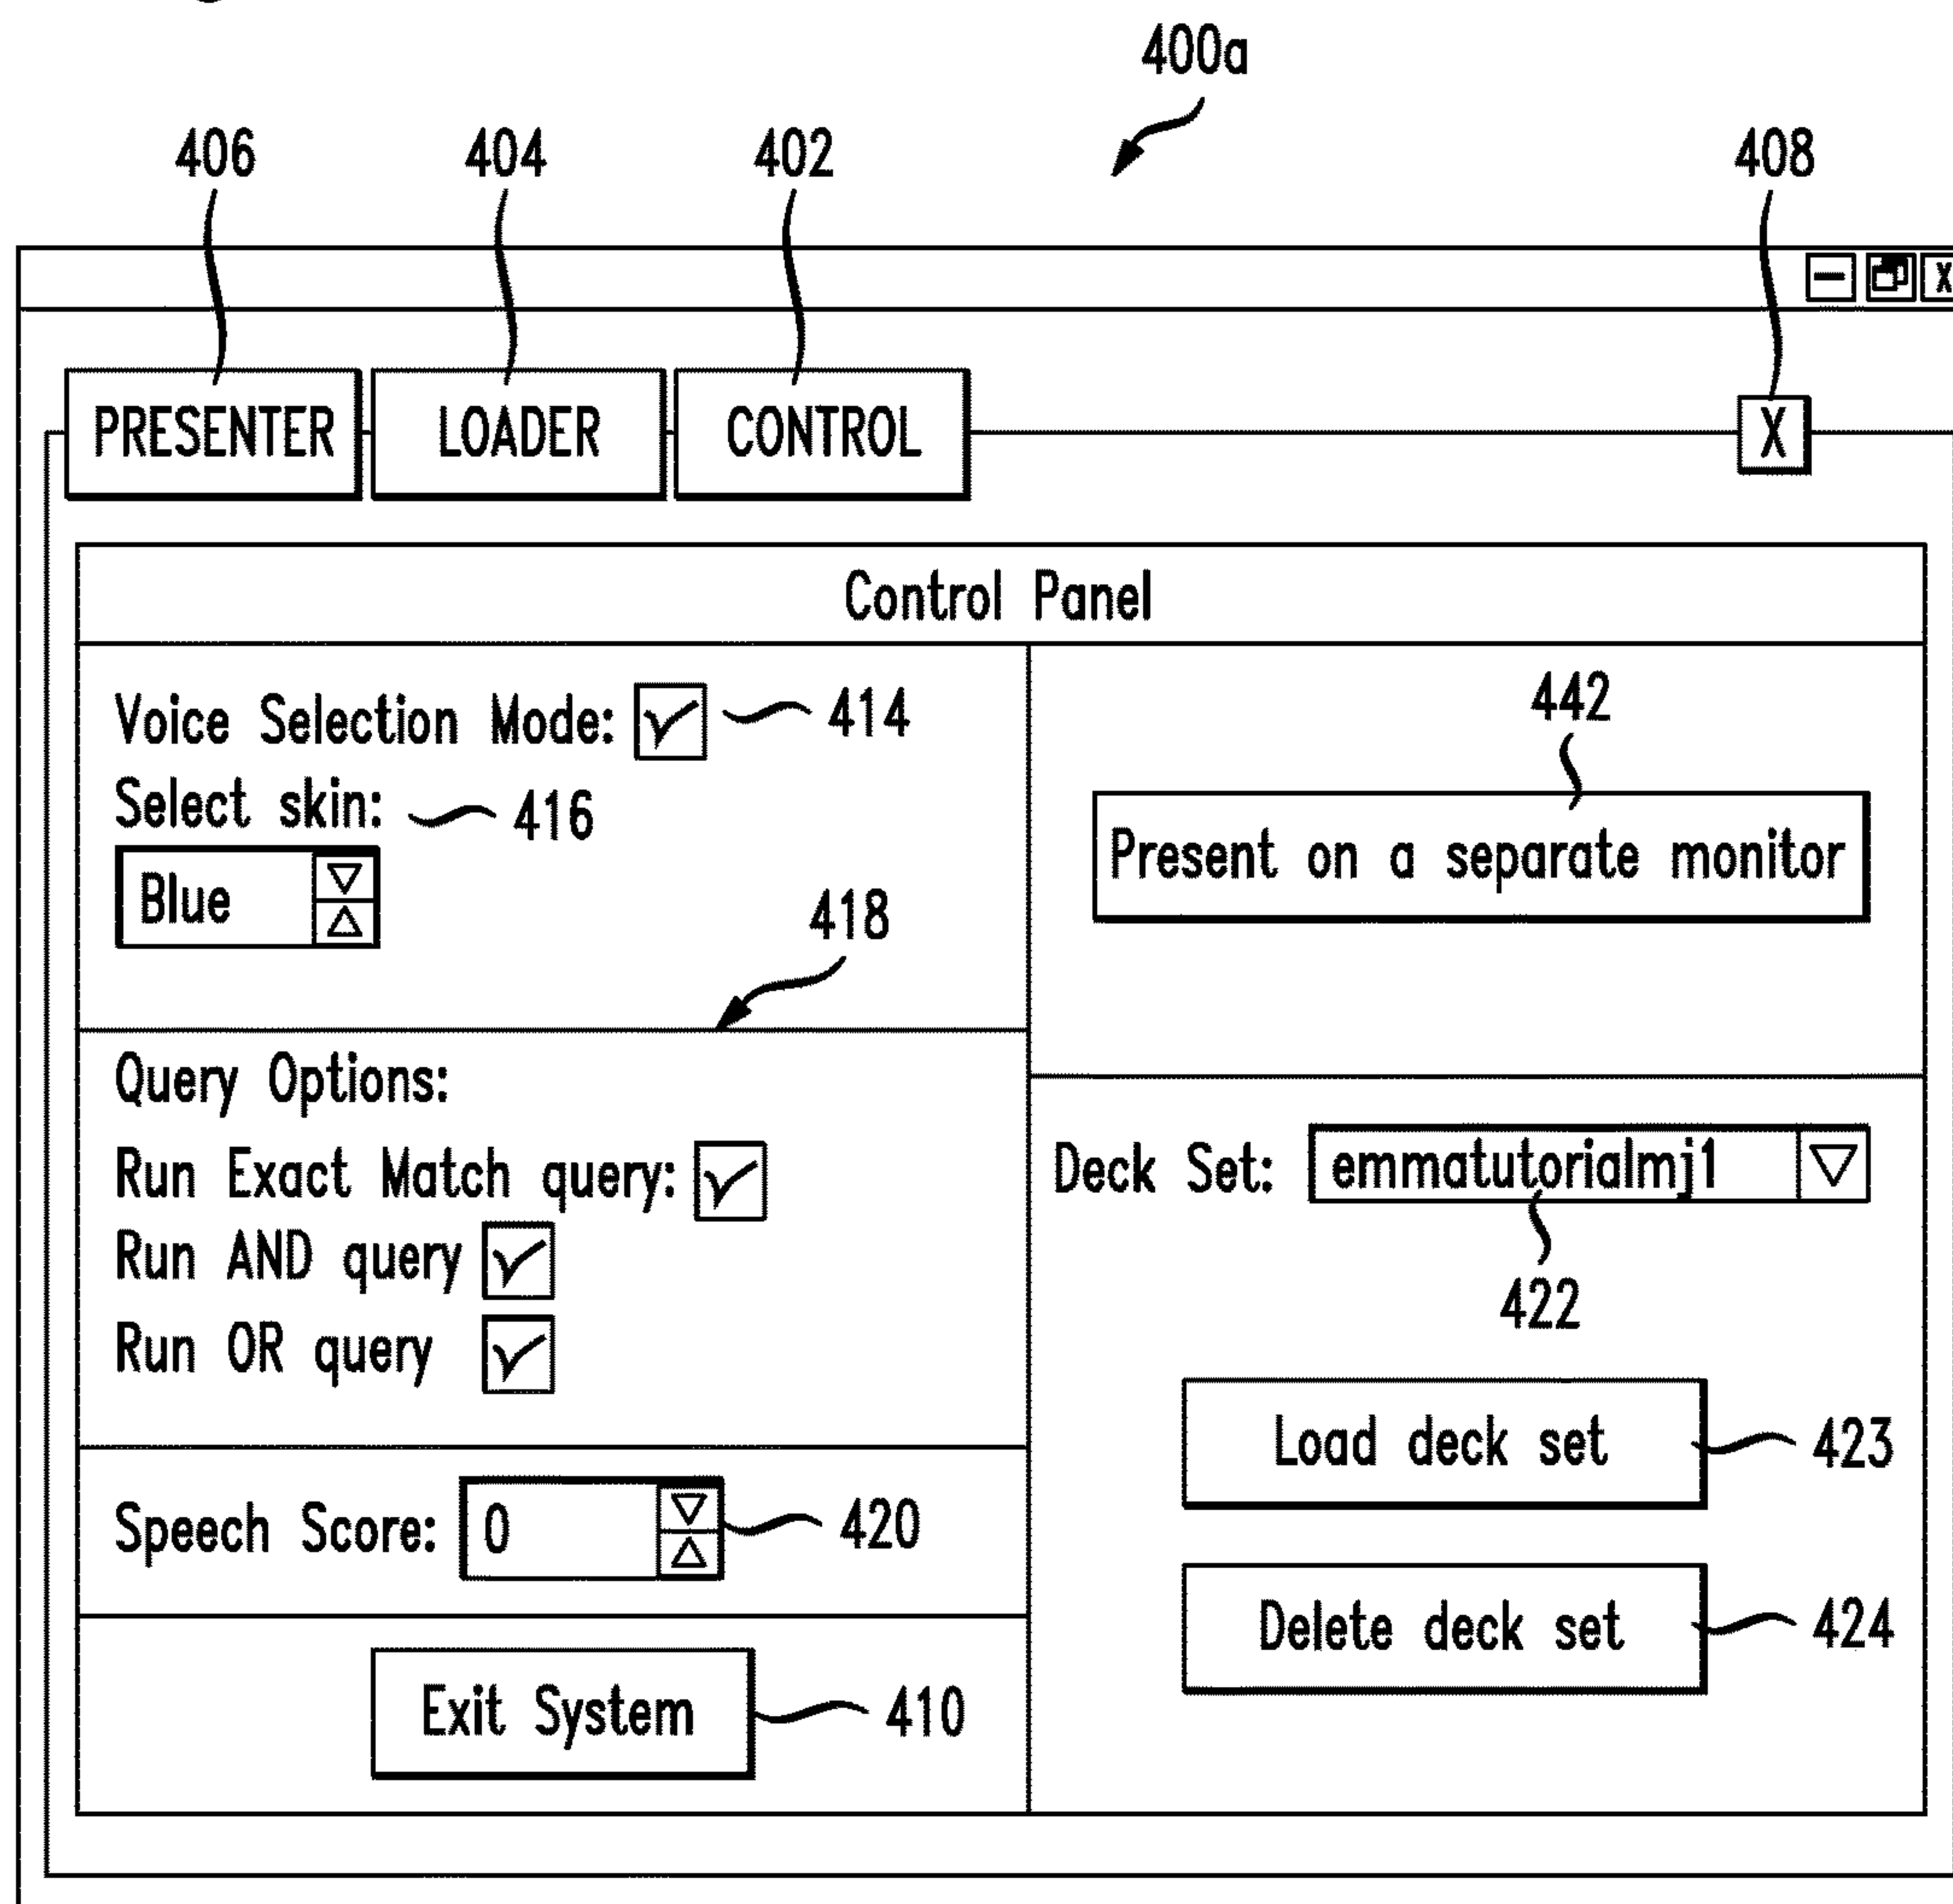 400a
406 404 402 408
X
PRESENTER LOADER CONTROL X
Control Panel
Voice Selection Mode: 414
Select skin: 416
Blue
418
Query Options:
Run Exact Match query:
Run AND query
Run OR query
Speech Score: 0 420
Exit System 410
442
Present on a separate monitor
Deck Set: emmatutorialmj1
422
Load deck set 423
Delete deck set 424